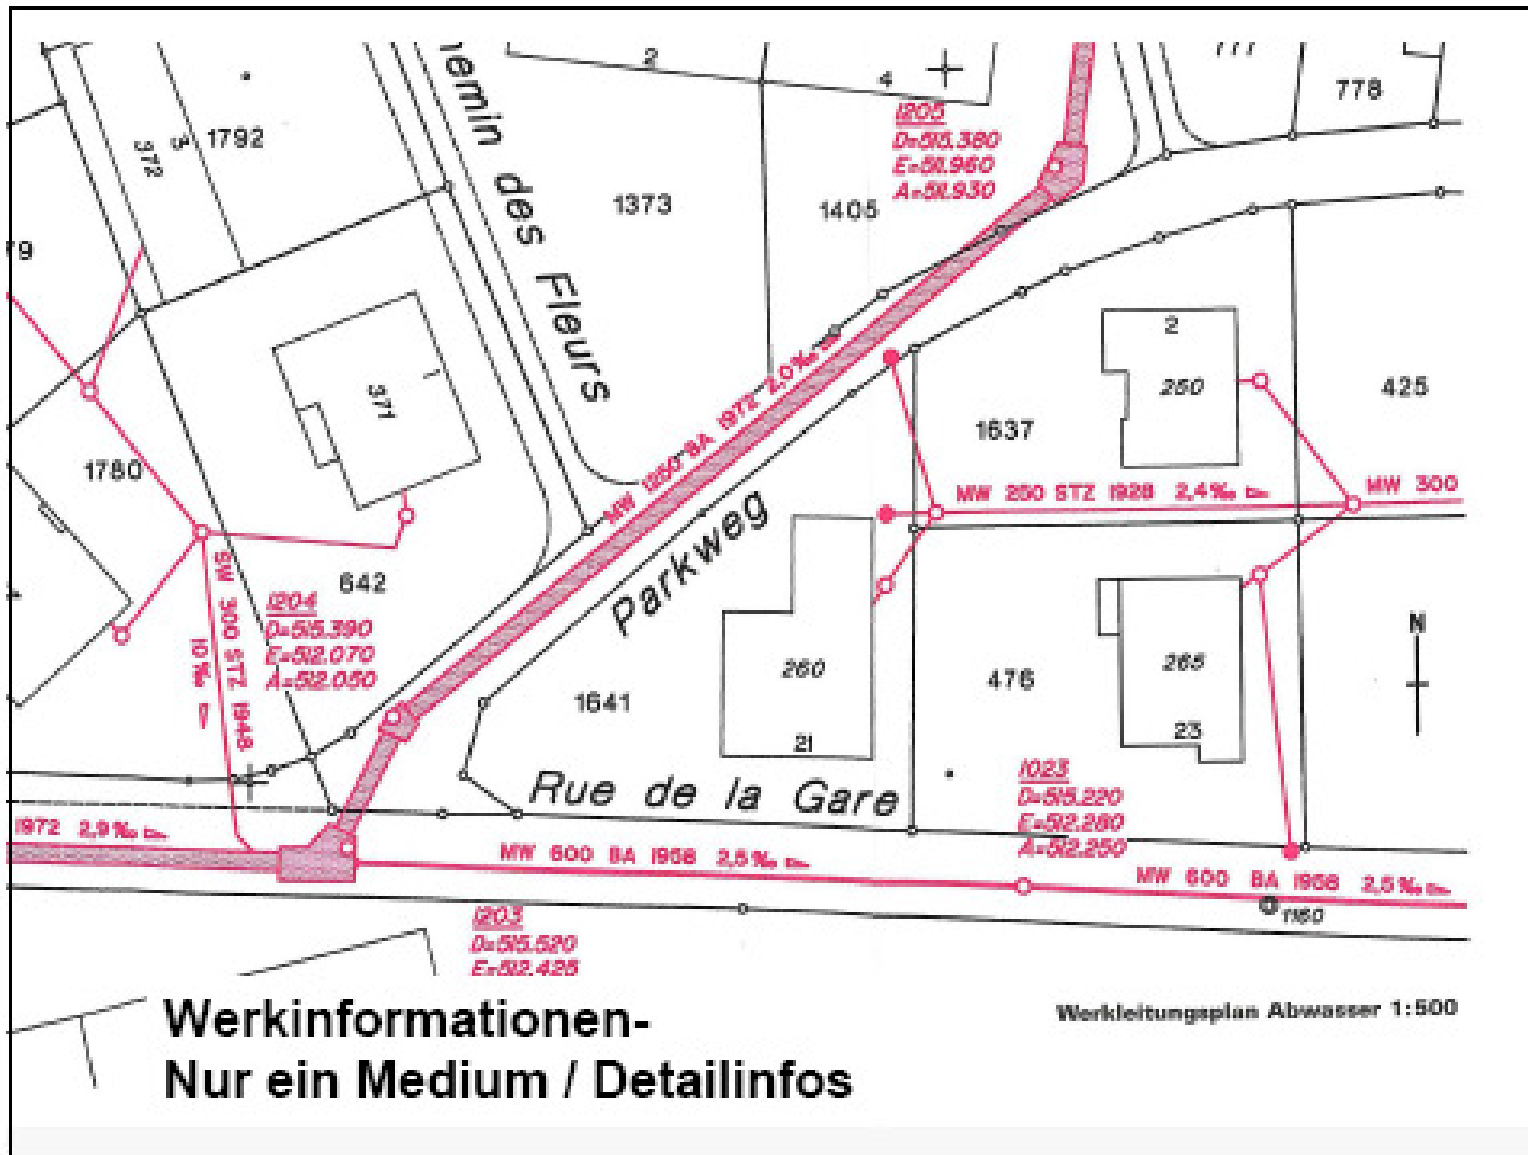 2
4
777
778
1205
D=515.380
E=511.960
A=511.930
1792
3
372
Chemin des Fleurs
1373
1405
79
2
250
425
371
1
1637
1780
MW 1250 BA 1972 2.0‰
MW 250 STZ 1928 2,4‰
MW 300
Parkweg
642
1204
D=515.390
E=512.070
A=512.050
SW 300 STZ 1948
10‰
N
260
21
476
265
23
1641
Rue de la Gare
1023
D=515.220
E=512.280
A=512.250
1972 2.9‰
MW 600 BA 1958 2,5‰
MW 600 BA 1958 2,5‰
1160
1203
D=515.520
E=512.425
Werkinformationen-
Nur ein Medium / Detailinfos
Werkleitungsplan Abwasser 1:500